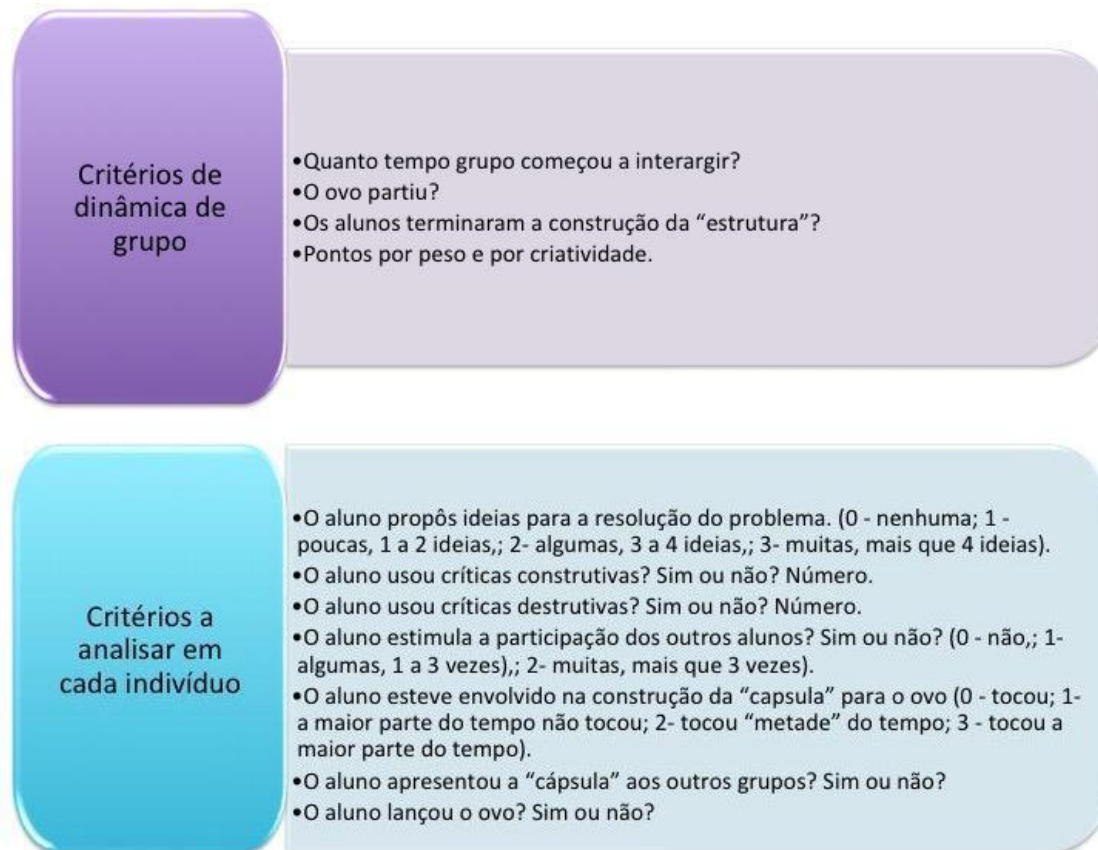 Critérios de
dinâmica de
grupo
•Quanto tempo grupo começou a interargir?
•O ovo partiu?
•Os alunos terminaram a construção da “estrutura”?
•Pontos por peso e por criatividade.
Critérios a
analisar em
cada indivíduo
•O aluno propôs ideias para a resolução do problema. (0 - nenhuma; 1 -
poucas, 1 a 2 ideias,; 2- algumas, 3 a 4 ideias,; 3- muitas, mais que 4 ideias).
•O aluno usou críticas construtivas? Sim ou não? Número.
•O aluno usou críticas destrutivas? Sim ou não? Número.
•O aluno estimula a participação dos outros alunos? Sim ou não? (0 - não,; 1-
algumas, 1 a 3 vezes),; 2- muitas, mais que 3 vezes).
•O aluno esteve envolvido na construção da “capsula” para o ovo (0 - tocou; 1-
a maior parte do tempo não tocou; 2- tocou “metade” do tempo; 3 - tocou a
maior parte do tempo).
•O aluno apresentou a “cápsula” aos outros grupos? Sim ou não?
•O aluno lançou o ovo? Sim ou não?